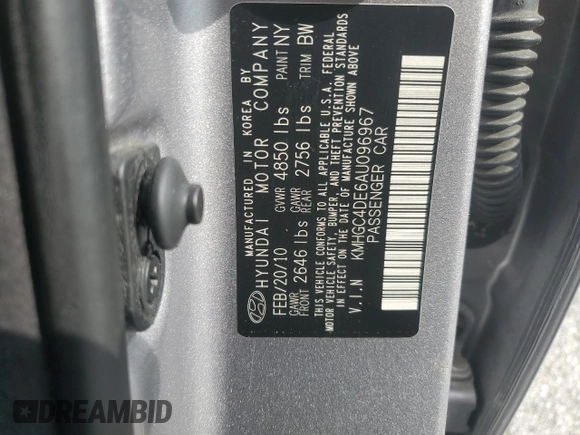 MANUFACTURED IN KOREA BY
HYUNDAI MOTOR COMPANY
FEB/20/10 GVWR 4850 lbs PAINT NY
GAWR FRONT 2646 lbs GAWR REAR 2756 lbs TRIM BW
THIS VEHICLE CONFORMS TO ALL APPLICABLE U.S.A. FEDERAL
MOTOR VEHICLE SAFETY, BUMPER, AND THEFT PREVENTION STANDARDS
IN EFFECT ON THE DATE OF MANUFACTURE SHOWN ABOVE
V.I.N KMHGC4DE6AU096967
PASSENGER CAR
DREAMBID